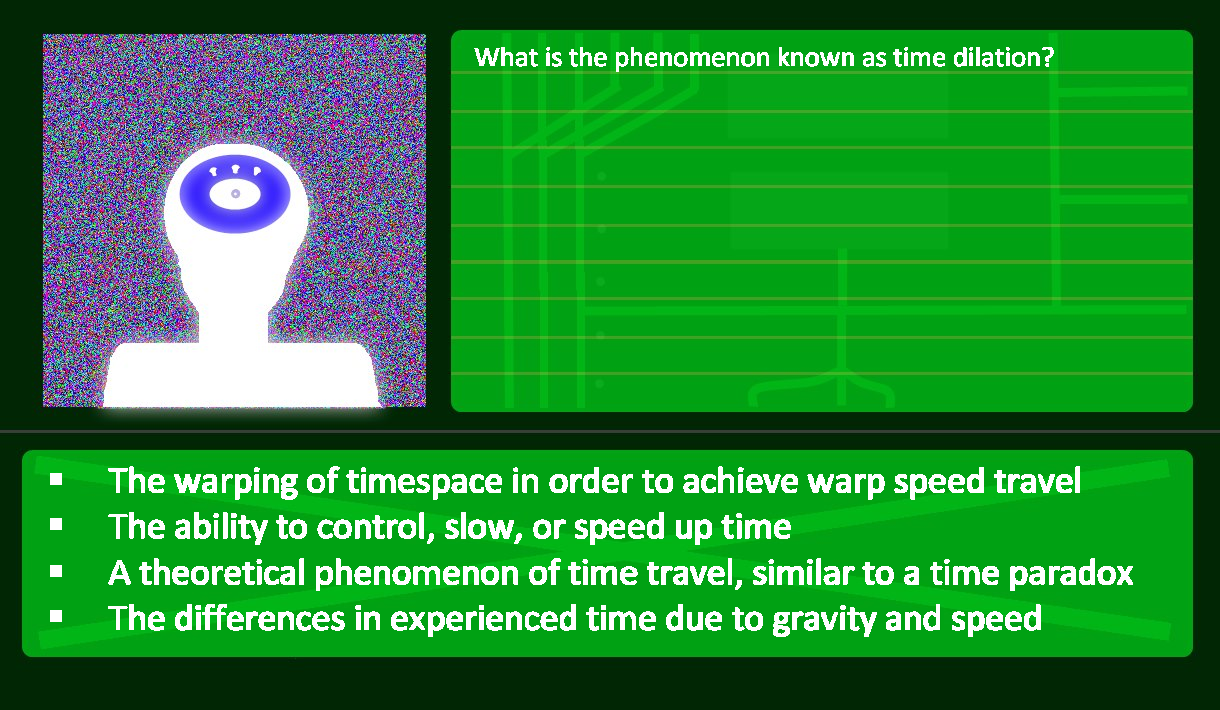 What is the phenomenon known as time dilation?
▪ The warping of timespace in order to achieve warp speed travel
▪ The ability to control, slow, or speed up time
▪ A theoretical phenomenon of time travel, similar to a time paradox
▪ The differences in experienced time due to gravity and speed